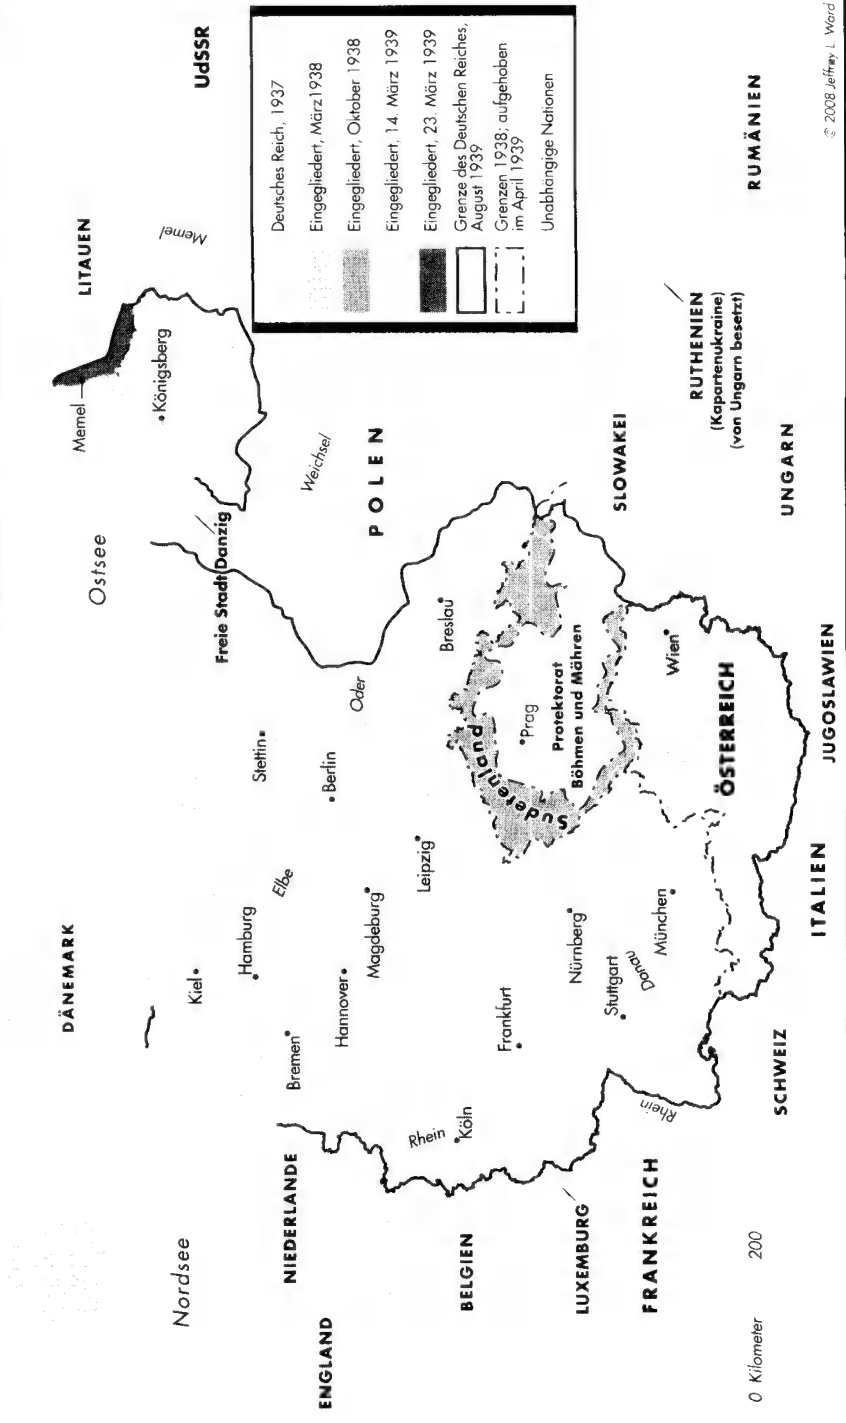 DÄNEMARK
Ostsee
Memel
LITAUEN
Memel
UdSSR
Königsberg
Nordsee
Kiel
Freie Stadt Danzig
Hamburg
Stettin
Weichsel
Elbe
NIEDERLANDE
Bremen
ENGLAND
Hannover
Berlin
Oder
POLEN
Magdeburg
Leipzig
Breslau
Rhein
Köln
BELGIEN
Frankfurt
Sudetenland
Prag
Protektorat
Böhmen und Mähren
Nürnberg
LUXEMBURG
Stuttgart
Donau
SLOWAKEI
FRANKREICH
Rhein
München
Wien
ÖSTERREICH
RUTHENIEN
(Kapartenukraine)
(von Ungarn besetzt)
RUMÄNIEN
SCHWEIZ
ITALIEN
JUGOSLAWIEN
UNGARN
0 Kilometer 200
Deutsches Reich, 1937
Eingegliedert, März1938
Eingegliedert, Oktober 1938
Eingegliedert, 14. März 1939
Eingegliedert, 23. März 1939
Grenze des Deutschen Reiches,
August 1939
Grenzen 1938; aufgehoben
im April 1939
Unabhängige Nationen
© 2008 Jeffrey L. Ward